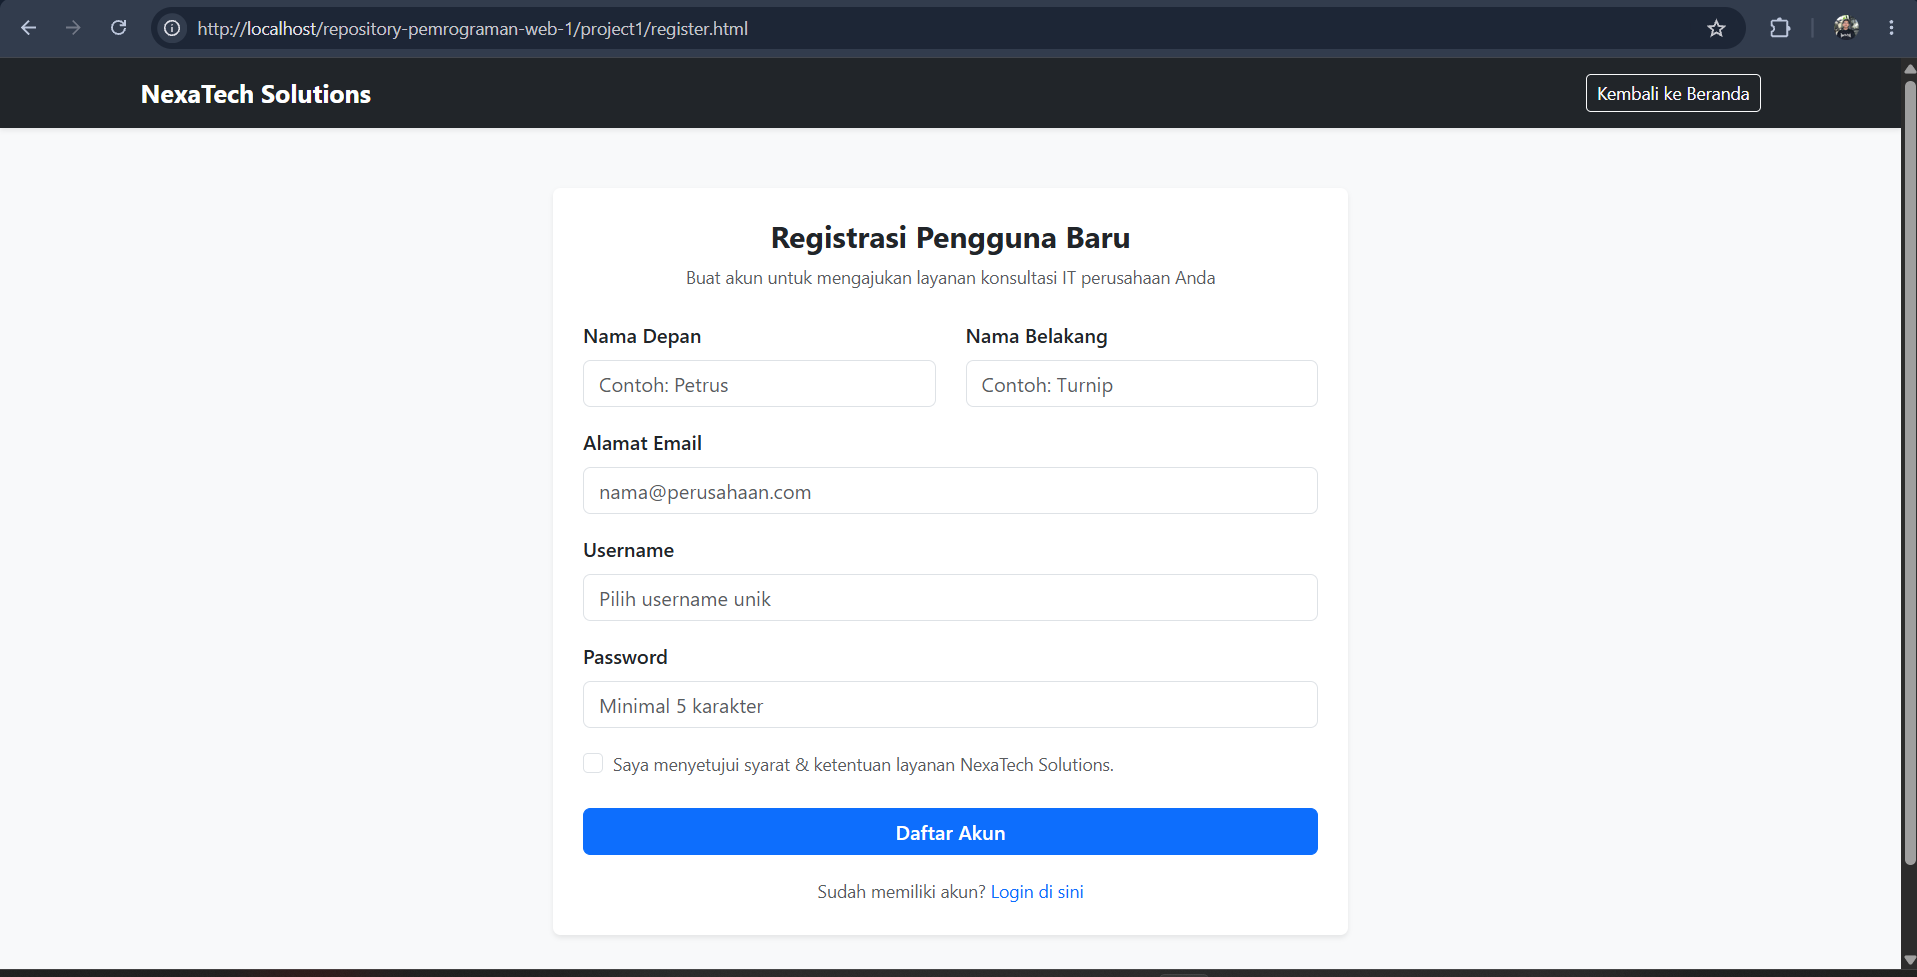 http://localhost/repository-pemrograman-web-1/project1/register.html
NexaTech Solutions
Kembali ke Beranda
Registrasi Pengguna Baru
Buat akun untuk mengajukan layanan konsultasi IT perusahaan Anda
Nama Depan
Nama Belakang
Contoh: Petrus
Contoh: Turnip
Alamat Email
nama@perusahaan.com
Username
Pilih username unik
Password
Minimal 5 karakter
Saya menyetujui syarat & ketentuan layanan NexaTech Solutions.
Daftar Akun
Sudah memiliki akun? Login di sini